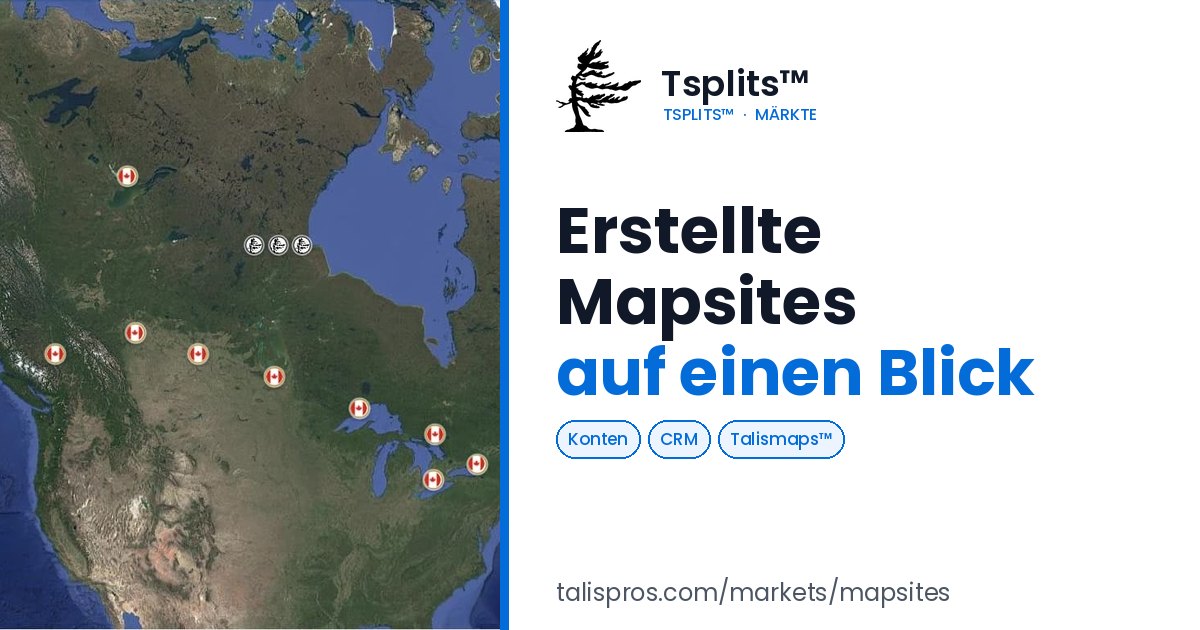 Tsplits™
TSPLITS™ · MÄRKTE
Erstellte
Mapsites
auf einen Blick
Konten
CRM
Talismaps™
talispros.com/markets/mapsites